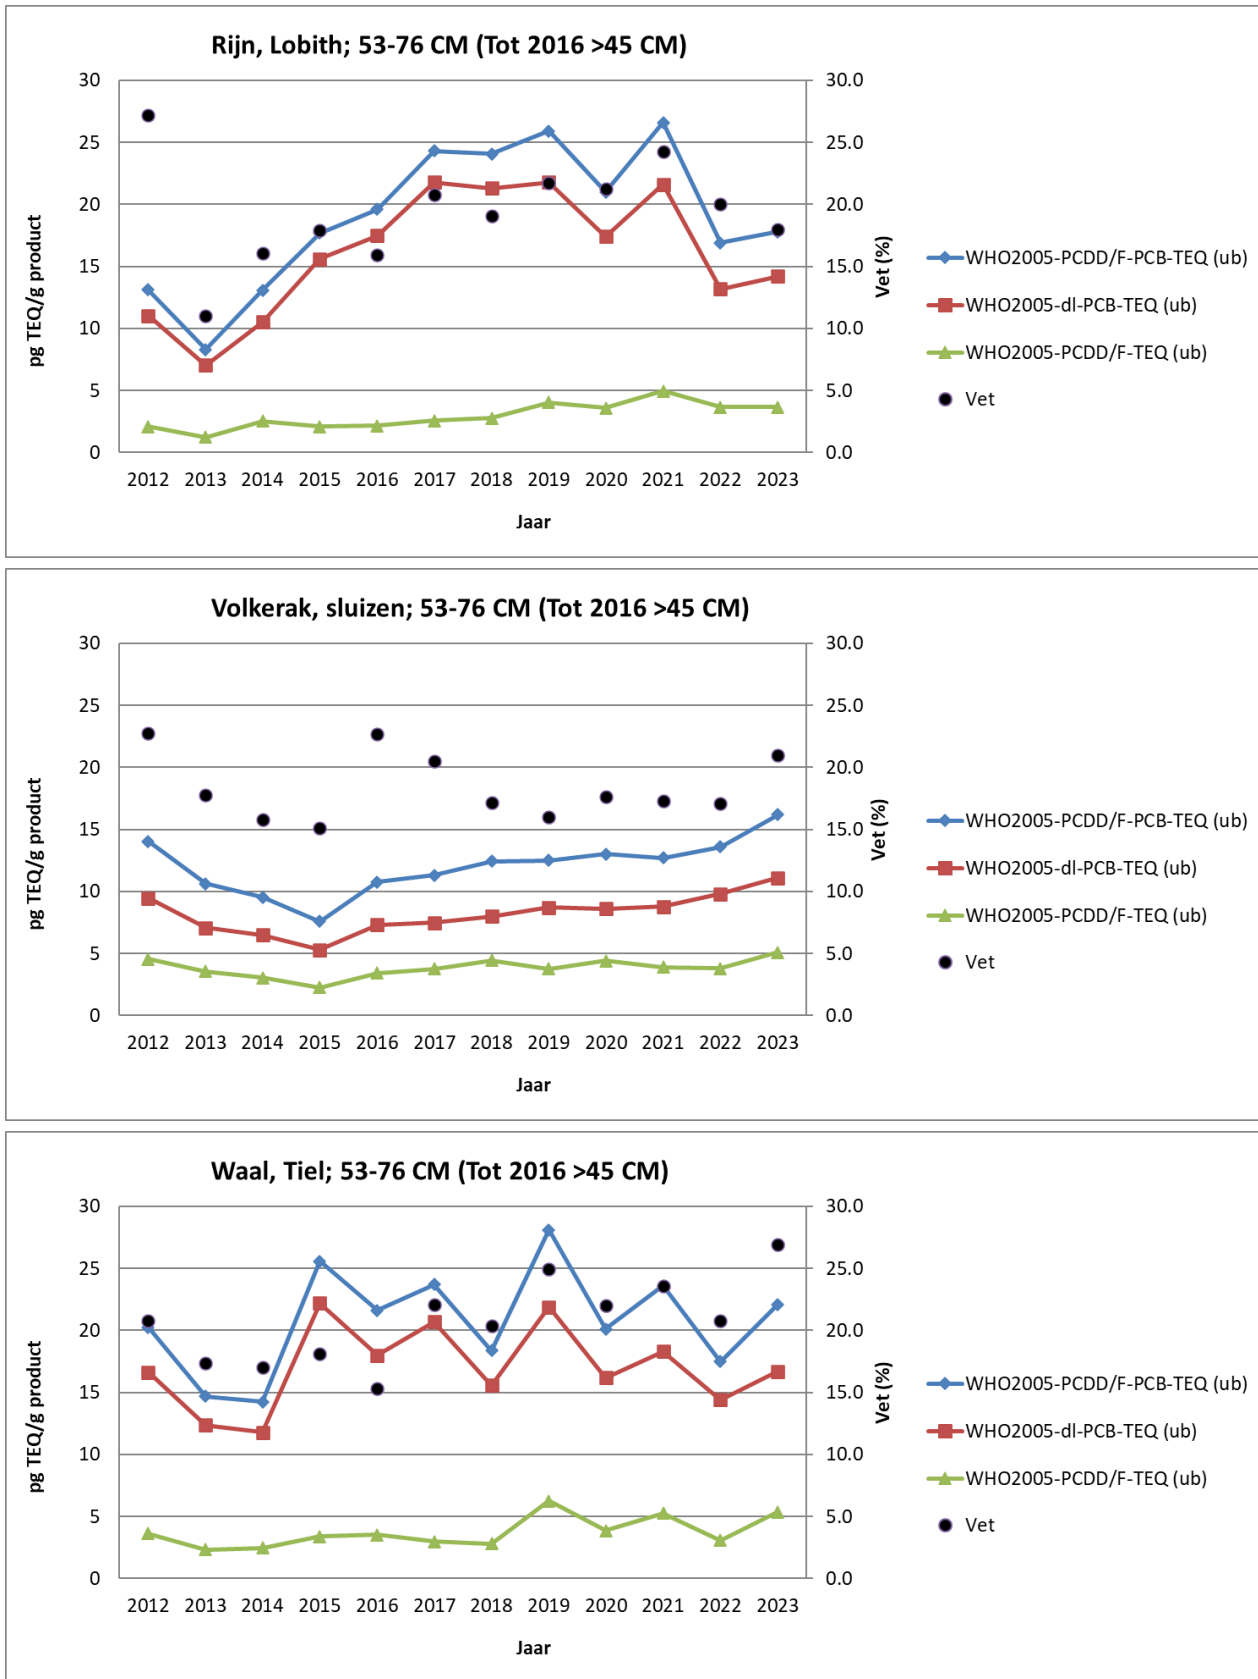 Rijn, Lobith; 53-76 CM (Tot 2016 >45 CM)
30 30.0
25 25.0
20 20.0
15 15.0
10 10.0
5 5.0
0 0.0
pg TEQ/g product
Vet (%)
2012 2013 2014 2015 2016 2017 2018 2019 2020 2021 2022 2023
Jaar
WHO2005-PCDD/F-PCB-TEQ (ub)
WHO2005-dl-PCB-TEQ (ub)
WHO2005-PCDD/F-TEQ (ub)
Vet
Volkerak, sluizen; 53-76 CM (Tot 2016 >45 CM)
30 30.0
25 25.0
20 20.0
15 15.0
10 10.0
5 5.0
0 0.0
pg TEQ/g product
Vet (%)
2012 2013 2014 2015 2016 2017 2018 2019 2020 2021 2022 2023
Jaar
WHO2005-PCDD/F-PCB-TEQ (ub)
WHO2005-dl-PCB-TEQ (ub)
WHO2005-PCDD/F-TEQ (ub)
Vet
Waal, Tiel; 53-76 CM (Tot 2016 >45 CM)
30 30.0
25 25.0
20 20.0
15 15.0
10 10.0
5 5.0
0 0.0
pg TEQ/g product
Vet (%)
2012 2013 2014 2015 2016 2017 2018 2019 2020 2021 2022 2023
Jaar
WHO2005-PCDD/F-PCB-TEQ (ub)
WHO2005-dl-PCB-TEQ (ub)
WHO2005-PCDD/F-TEQ (ub)
Vet